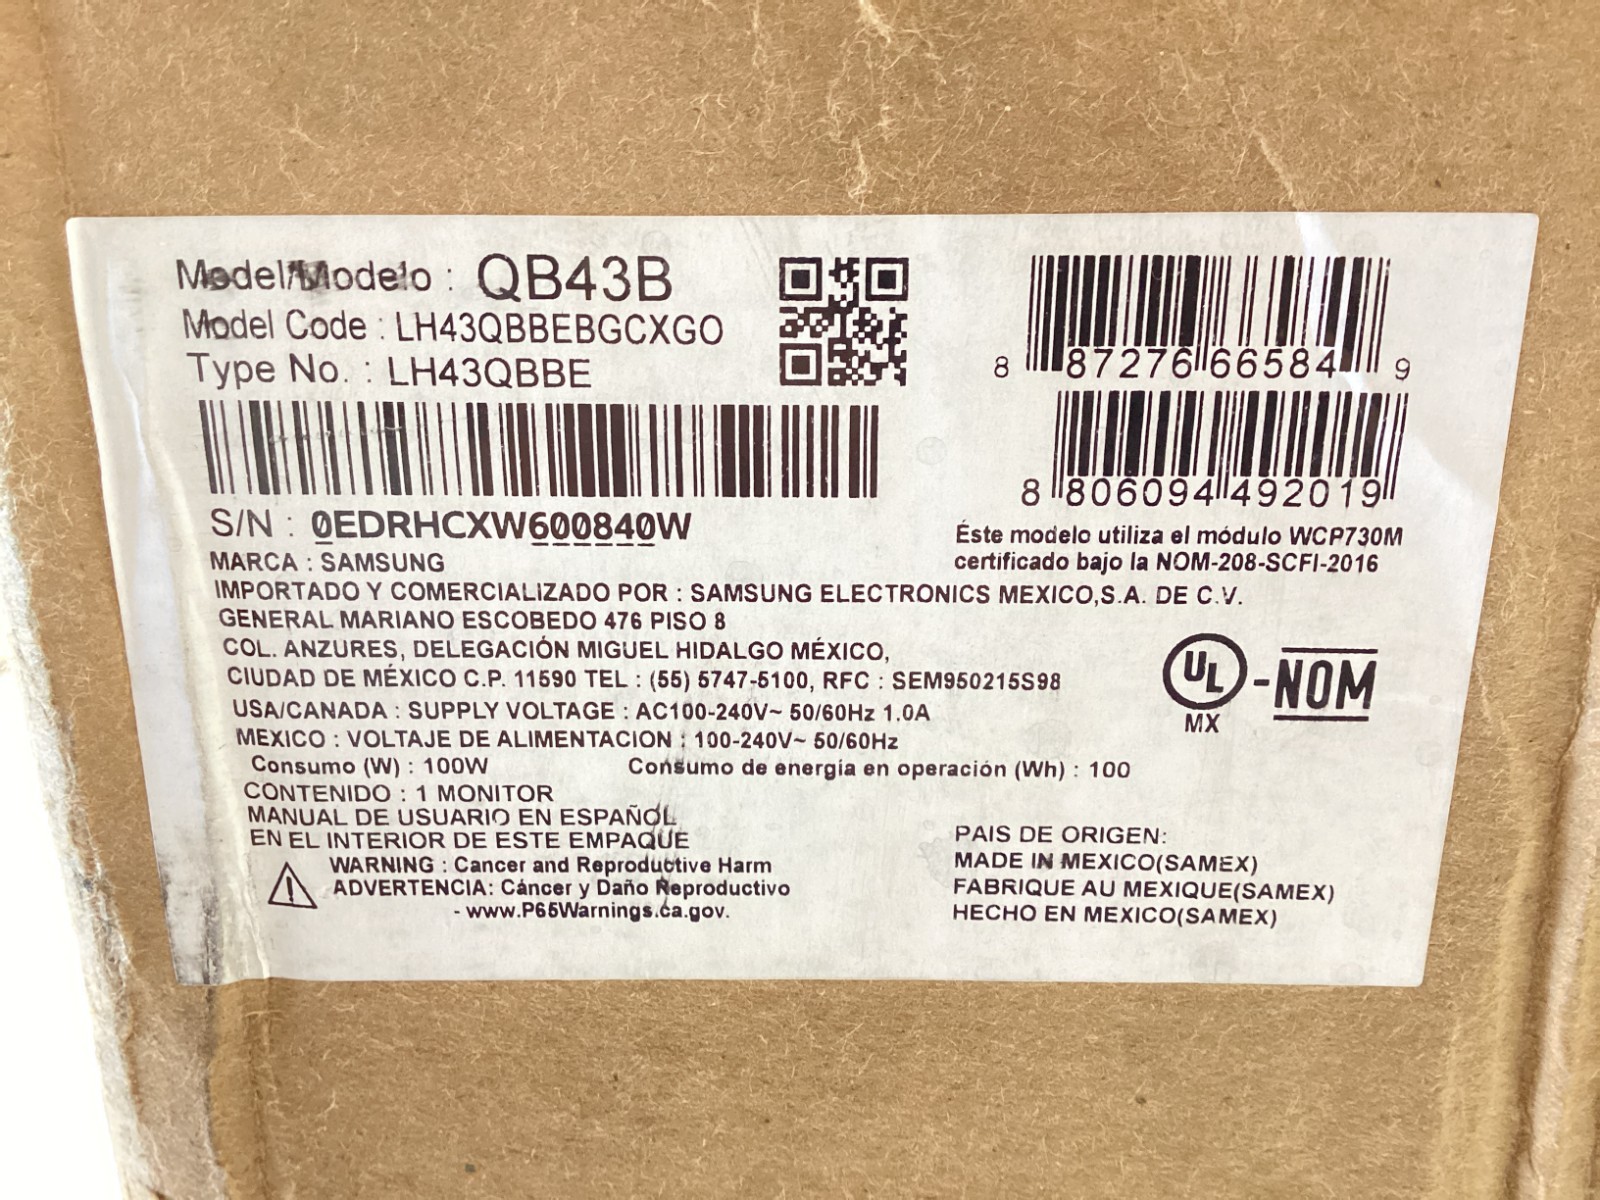 Model/Modelo : QB43B
Model Code : LH43QBBEBGCXGO
Type No. : LH43QBBE
8 87276 66584 9
8 806094 492019
S/N : 0EDRHCXW600840W
Éste modelo utiliza el módulo WCP730M
certificado bajo la NOM-208-SCFI-2016
MARCA : SAMSUNG
IMPORTADO Y COMERCIALIZADO POR : SAMSUNG ELECTRONICS MEXICO,S.A. DE C.V.
GENERAL MARIANO ESCOBEDO 476 PISO 8
COL. ANZURES, DELEGACIÓN MIGUEL HIDALGO MÉXICO,
CIUDAD DE MÉXICO C.P. 11590 TEL : (55) 5747-5100, RFC : SEM950215S98
USA/CANADA : SUPPLY VOLTAGE : AC100-240V~ 50/60Hz 1.0A
MEXICO : VOLTAJE DE ALIMENTACION : 100-240V~ 50/60Hz
Consumo (W) : 100W Consumo de energía en operación (Wh) : 100
UL -NOM
MX
CONTENIDO : 1 MONITOR
MANUAL DE USUARIO EN ESPAÑOL
EN EL INTERIOR DE ESTE EMPAQUE
WARNING : Cancer and Reproductive Harm
ADVERTENCIA: Cáncer y Daño Reproductivo
- www.P65Warnings.ca.gov.
PAIS DE ORIGEN:
MADE IN MEXICO(SAMEX)
FABRIQUE AU MEXIQUE(SAMEX)
HECHO EN MEXICO(SAMEX)